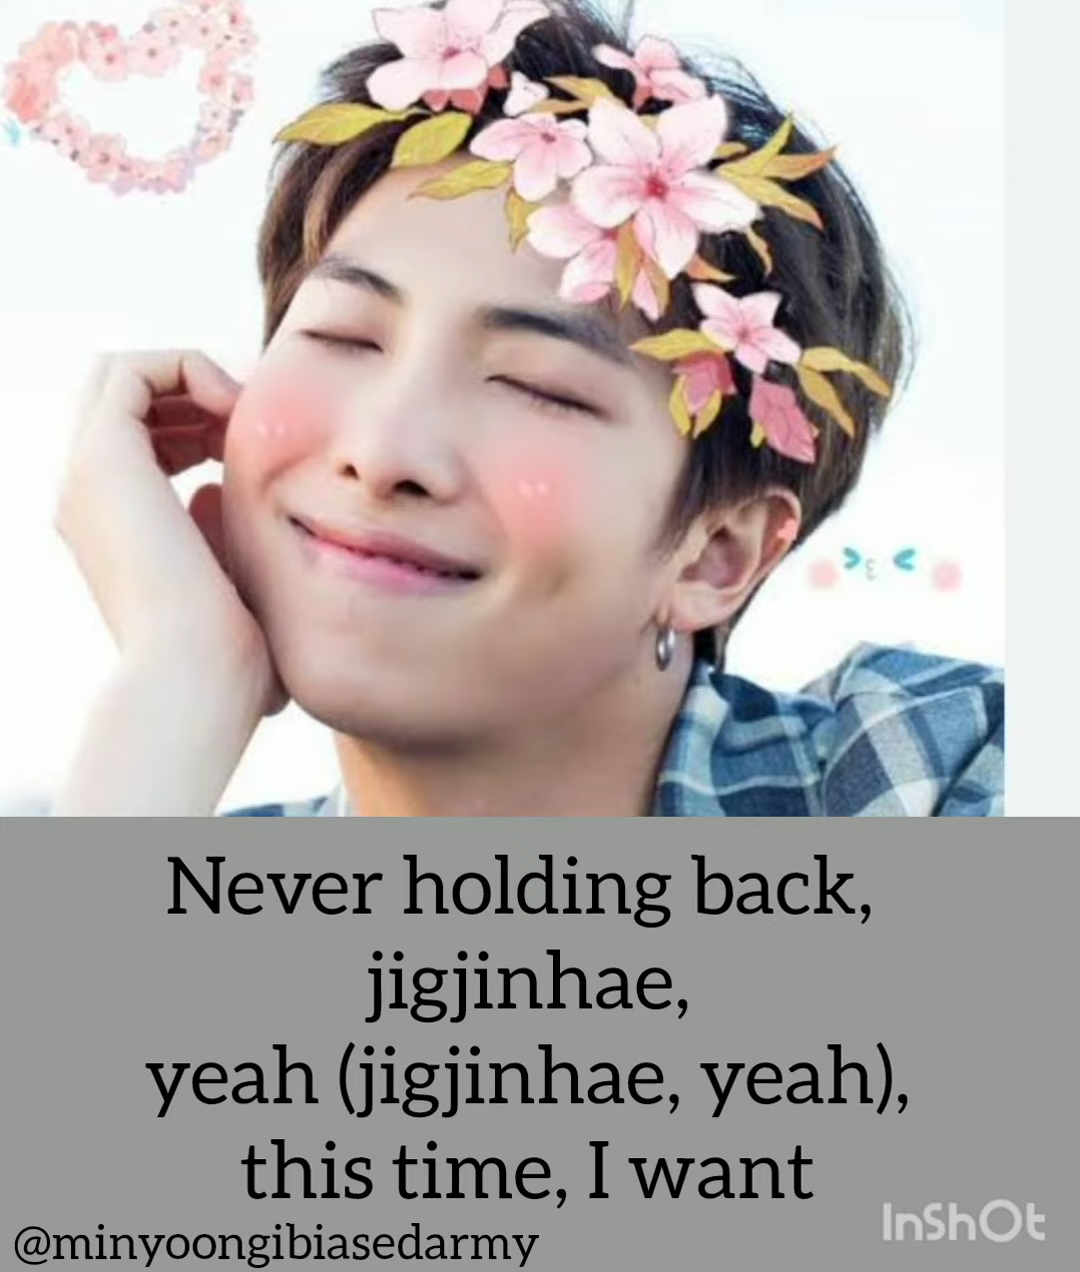 Never holding back,
jigjinhae,
yeah (jigjinhae, yeah),
this time, I want
@minyoongibiasedarmy
InShOt